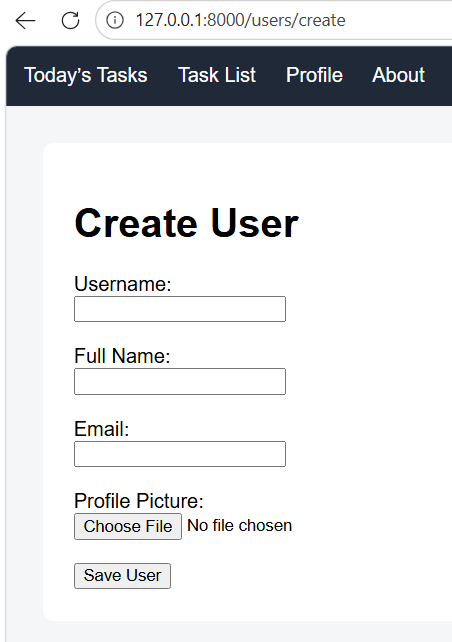 127.0.0.1:8000/users/create
Today’s Tasks Task List Profile About
Create User
Username:
Full Name:
Email:
Profile Picture:
Choose File No file chosen
Save User